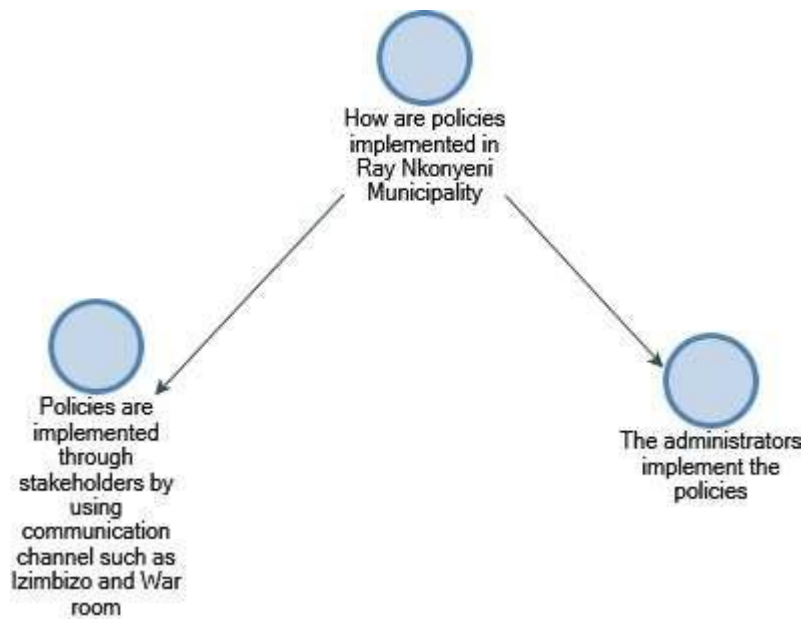 How are policies
implemented in
Ray Nkonyeni
Municipality
Policies are
implemented
through
stakeholders by
using
communication
channel such as
Izimbizo and War
room
The administrators
implement the
policies